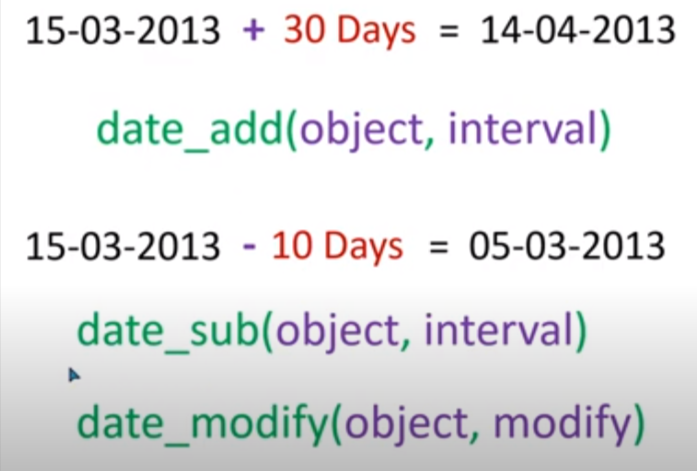 15-03-2013 + 30 Days = 14-04-2013
date_add(object, interval)
15-03-2013 - 10 Days = 05-03-2013
date_sub(object, interval)
date_modify(object, modify)